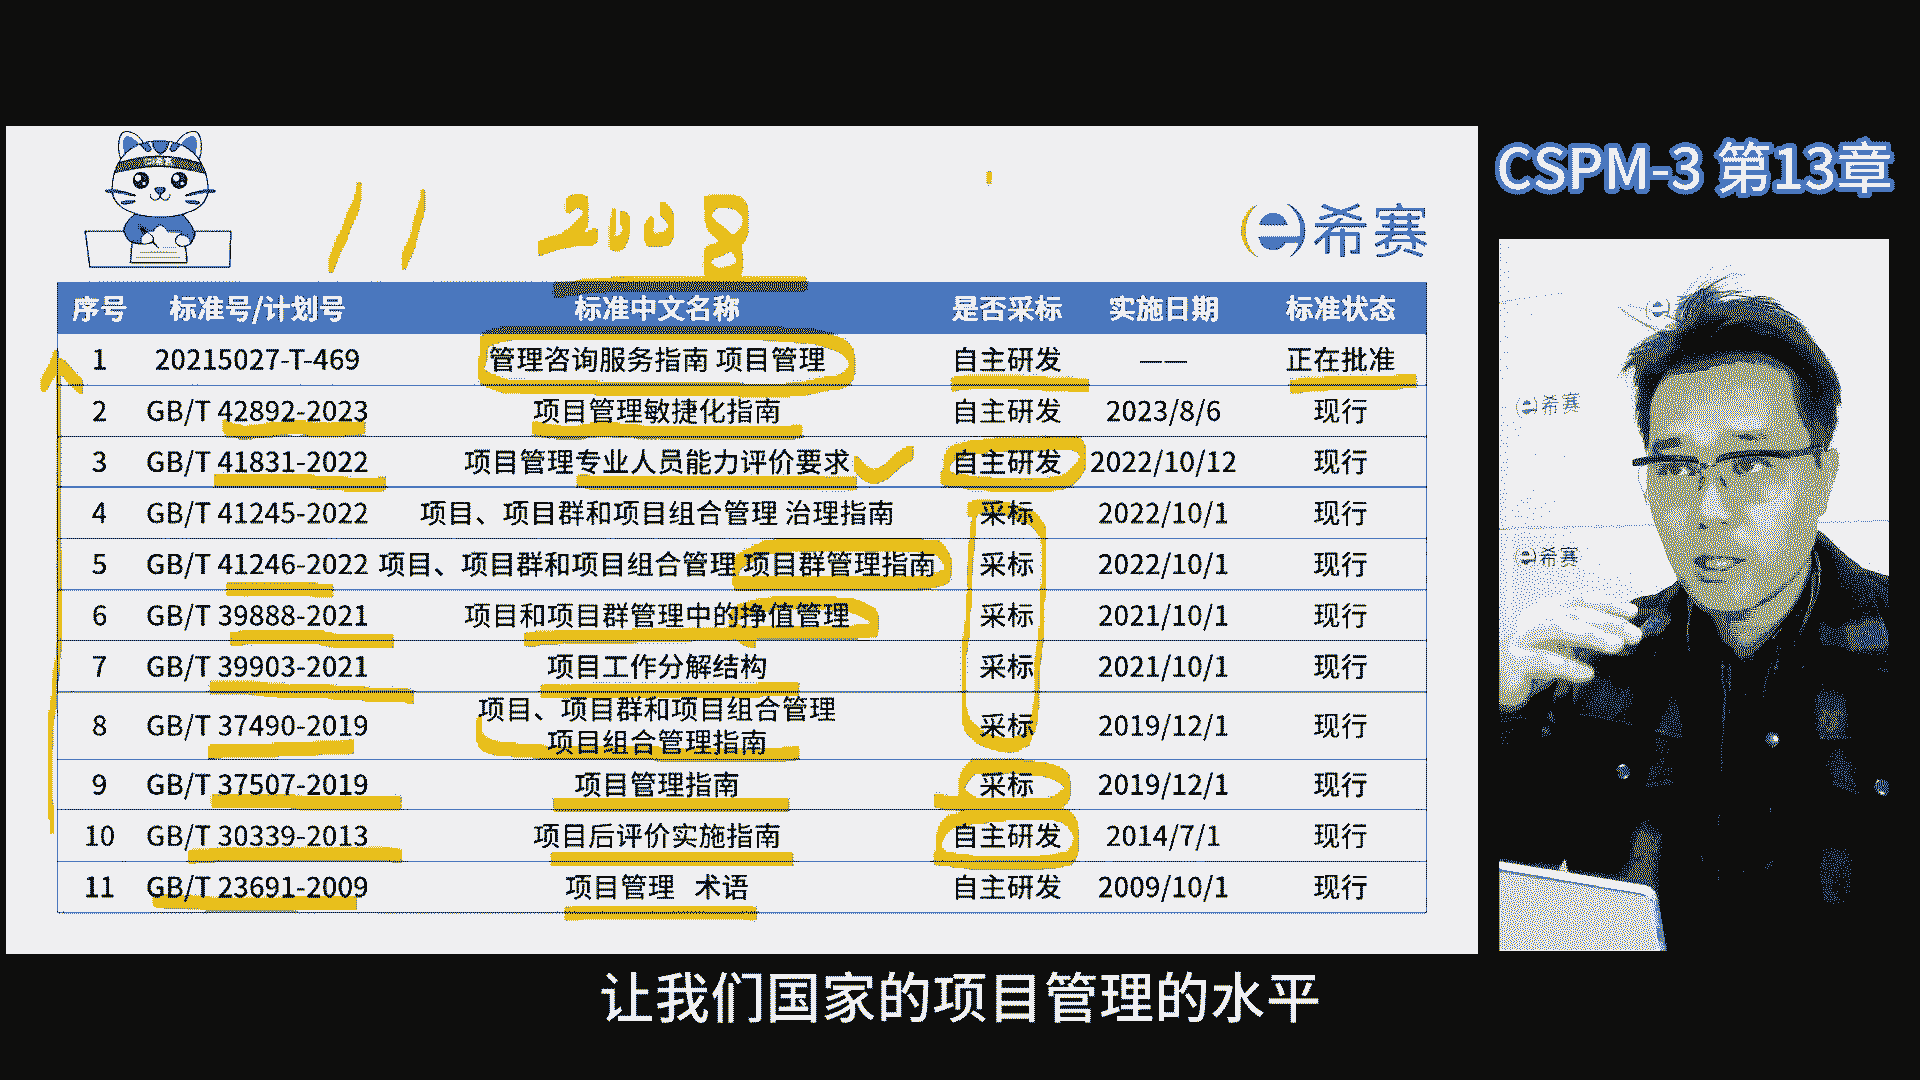 CSPM-3 第13章
11 2008
希赛
序号 标准号/计划号 标准中文名称 是否采标 实施日期 标准状态
1 20215027-T-469 管理咨询服务指南 项目管理 自主研发 —— 正在批准
2 GB/T 42892-2023 项目管理敏捷化指南 自主研发 2023/8/6 现行
3 GB/T 41831-2022 项目管理专业人员能力评价要求 自主研发 2022/10/12 现行
4 GB/T 41245-2022 项目、项目群和项目组合管理 治理指南 采标 2022/10/1 现行
5 GB/T 41246-2022 项目、项目群和项目组合管理 项目群管理指南 采标 2022/10/1 现行
6 GB/T 39888-2021 项目和项目群管理中的挣值管理 采标 2021/10/1 现行
7 GB/T 39903-2021 项目工作分解结构 采标 2021/10/1 现行
8 GB/T 37490-2019 项目、项目群和项目组合管理 项目组合管理指南 采标 2019/12/1 现行
9 GB/T 37507-2019 项目管理指南 采标 2019/12/1 现行
10 GB/T 30339-2013 项目后评价实施指南 自主研发 2014/7/1 现行
11 GB/T 23691-2009 项目管理 术语 自主研发 2009/10/1 现行
希赛
希赛
让我们国家的项目管理的水平